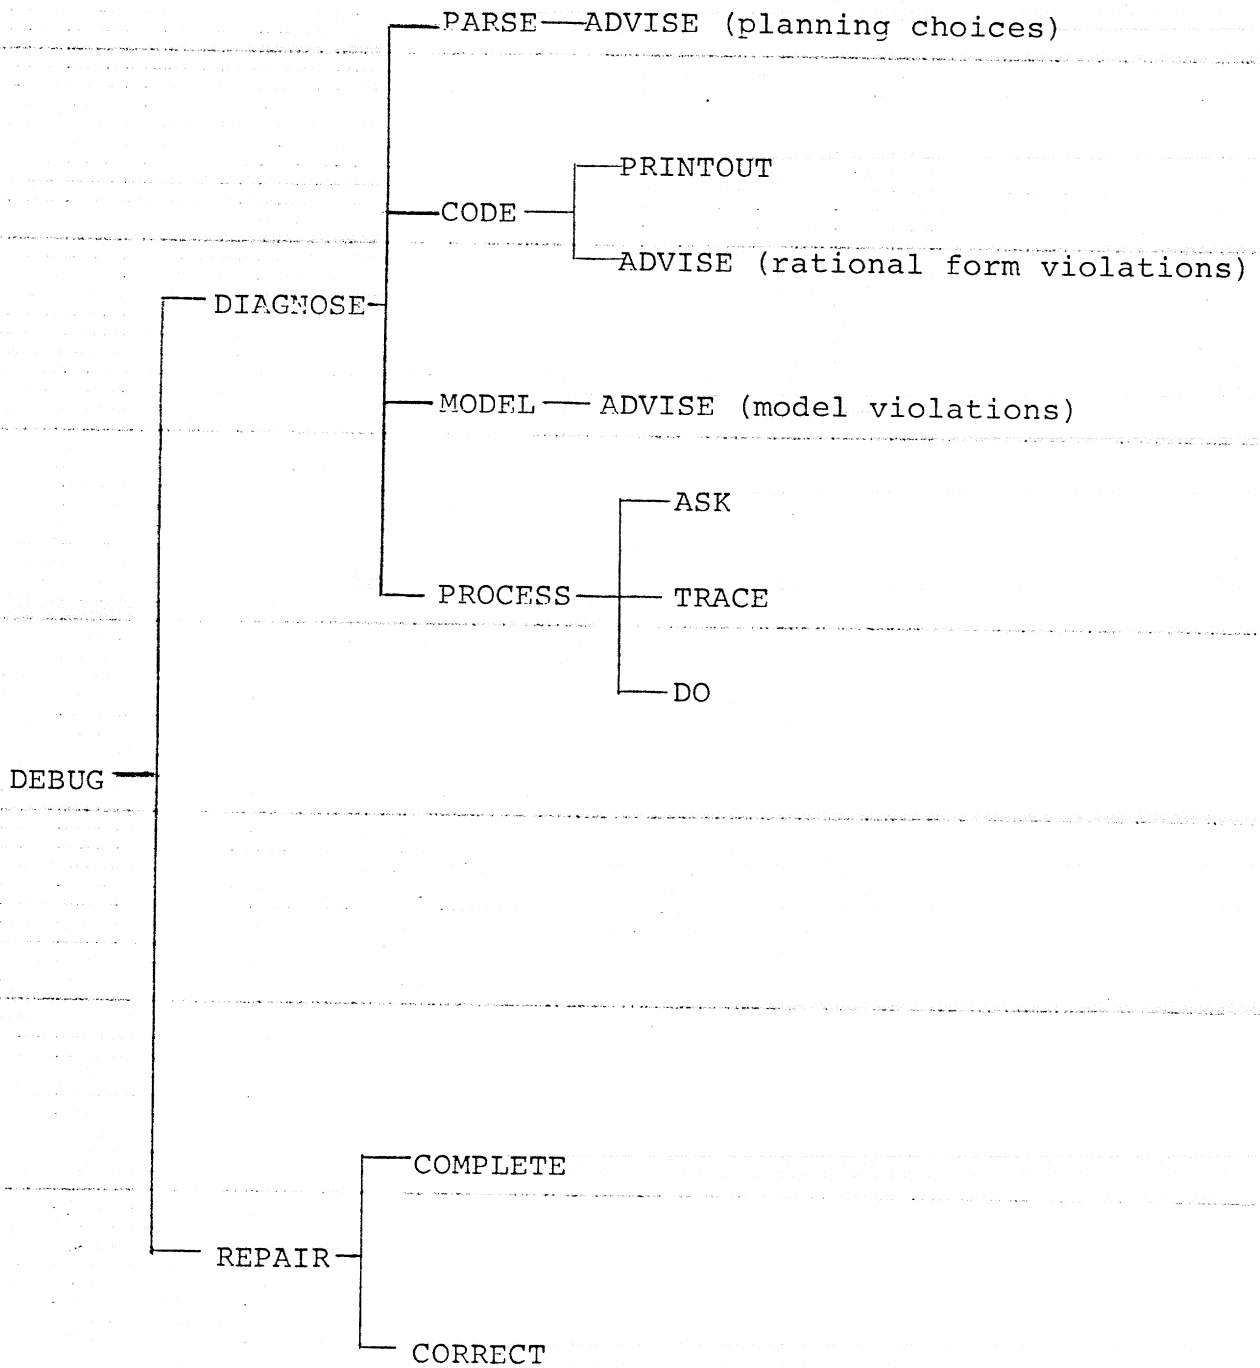 PARSE ADVISE (planning choices)
PRINTOUT
CODE
ADVISE (rational form violations)
DIAGNOSE
MODEL ADVISE (model violations)
ASK
PROCESS TRACE
DO
DEBUG
COMPLETE
REPAIR
CORRECT